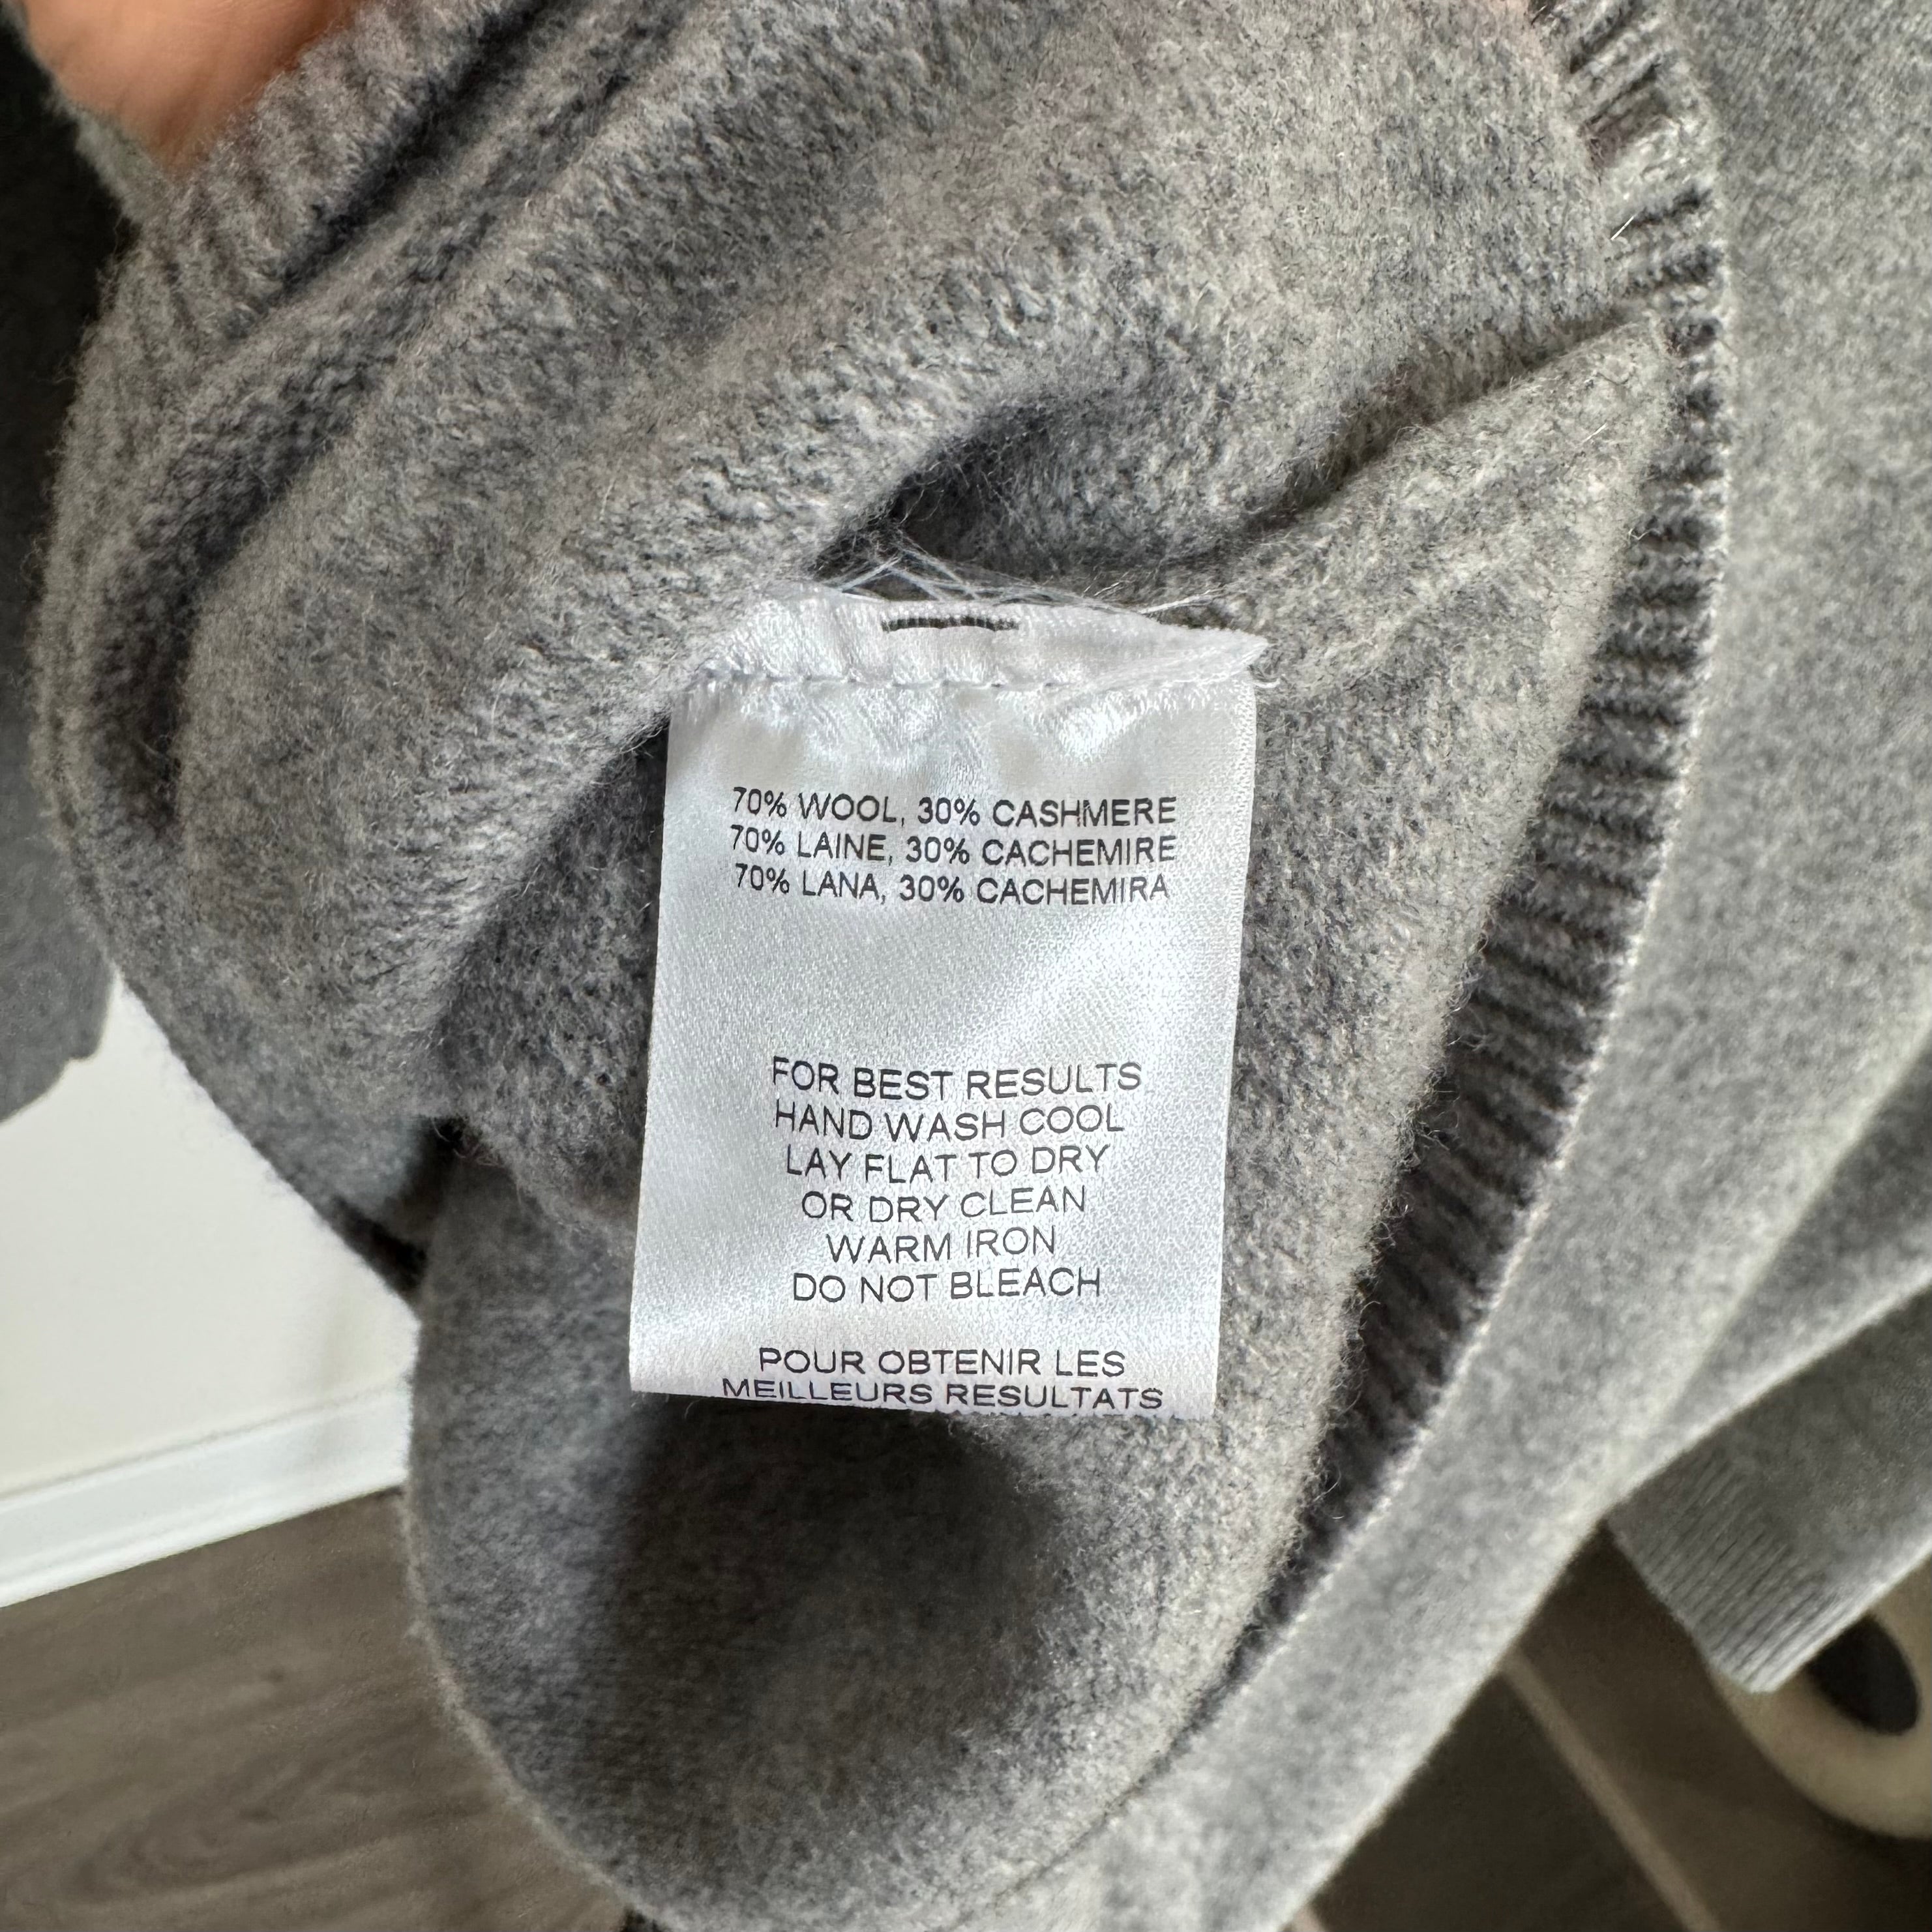 70% WOOL, 30% CASHMERE
70% LAINE, 30% CACHEMIRE
70% LANA, 30% CACHEMIRA
FOR BEST RESULTS
HAND WASH COOL
LAY FLAT TO DRY
OR DRY CLEAN
WARM IRON
DO NOT BLEACH
POUR OBTENIR LES
MEILLEURS RESULTATS